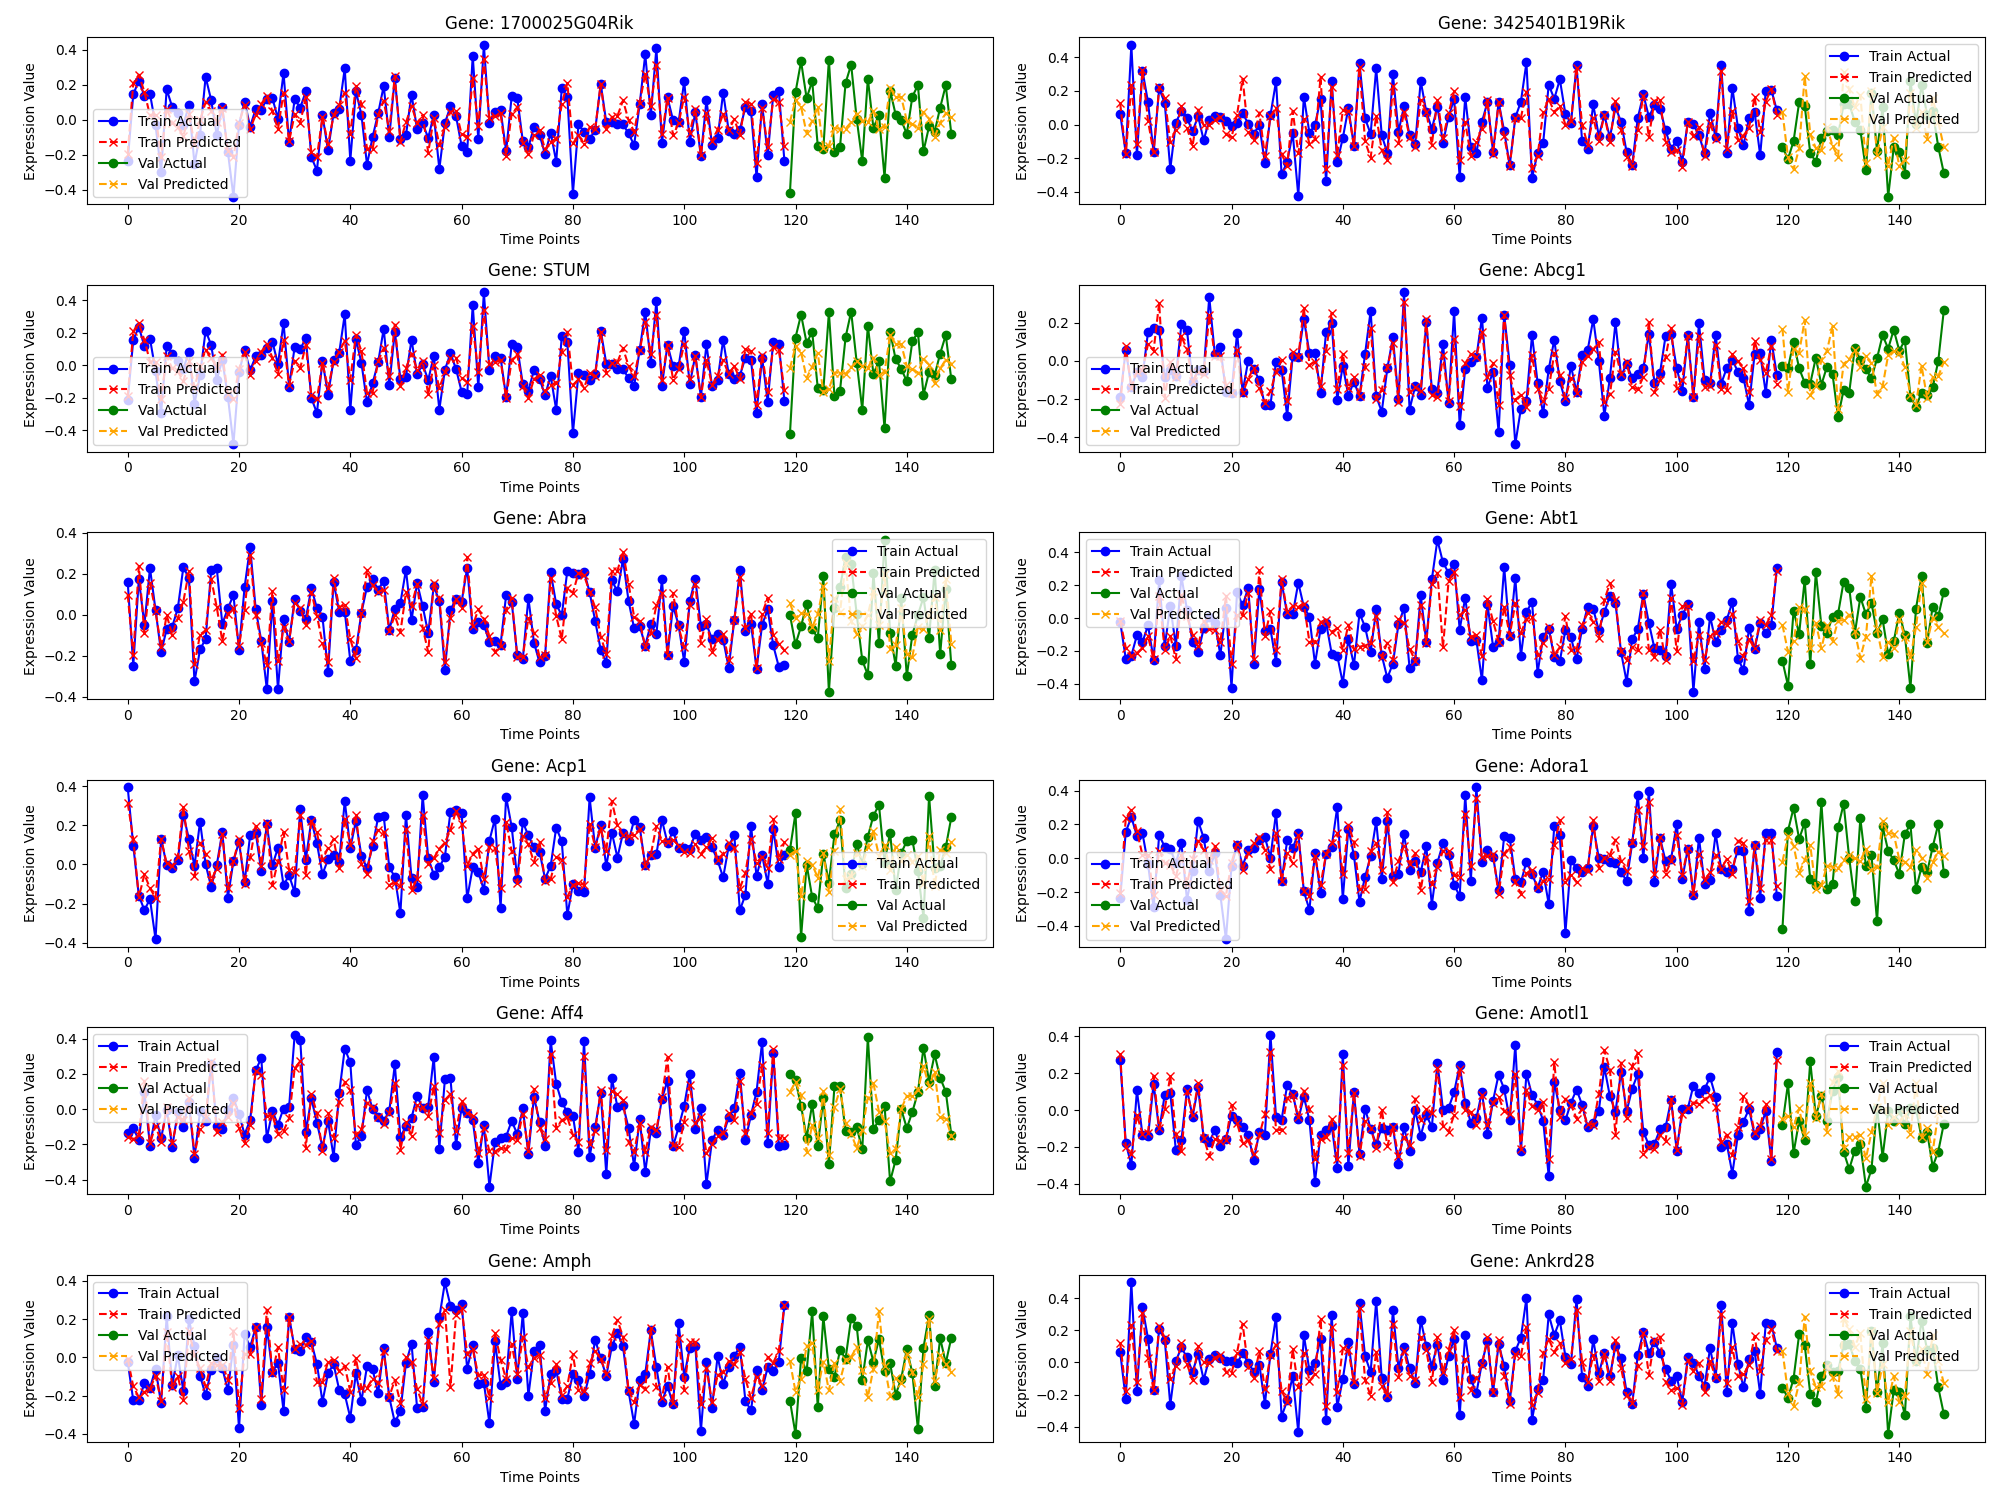 Gene: 1700025G04Rik
Expression Value
0.4
0.2
0.0
−0.2
−0.4
Train Actual
Train Predicted
Val Actual
Val Predicted
0 20 40 60 80 100 120 140
Time Points
Gene: 3425401B19Rik
Expression Value
0.4
0.2
0.0
−0.2
−0.4
Train Actual
Train Predicted
Val Actual
Val Predicted
0 20 40 60 80 100 120 140
Time Points
Gene: STUM
Expression Value
0.4
0.2
0.0
−0.2
−0.4
Train Actual
Train Predicted
Val Actual
Val Predicted
0 20 40 60 80 100 120 140
Time Points
Gene: Abcg1
Expression Value
0.2
0.0
−0.2
−0.4
Train Actual
Train Predicted
Val Actual
Val Predicted
0 20 40 60 80 100 120 140
Time Points
Gene: Abra
Expression Value
0.4
0.2
0.0
−0.2
−0.4
Train Actual
Train Predicted
Val Actual
Val Predicted
0 20 40 60 80 100 120 140
Time Points
Gene: Abt1
Expression Value
0.4
0.2
0.0
−0.2
−0.4
Train Actual
Train Predicted
Val Actual
Val Predicted
0 20 40 60 80 100 120 140
Time Points
Gene: Acp1
Expression Value
0.4
0.2
0.0
−0.2
−0.4
Train Actual
Train Predicted
Val Actual
Val Predicted
0 20 40 60 80 100 120 140
Time Points
Gene: Adora1
Expression Value
0.4
0.2
0.0
−0.2
−0.4
Train Actual
Train Predicted
Val Actual
Val Predicted
0 20 40 60 80 100 120 140
Time Points
Gene: Aff4
Expression Value
0.4
0.2
0.0
−0.2
−0.4
Train Actual
Train Predicted
Val Actual
Val Predicted
0 20 40 60 80 100 120 140
Time Points
Gene: Amotl1
Expression Value
0.4
0.2
0.0
−0.2
−0.4
Train Actual
Train Predicted
Val Actual
Val Predicted
0 20 40 60 80 100 120 140
Time Points
Gene: Amph
Expression Value
0.4
0.2
0.0
−0.2
−0.4
Train Actual
Train Predicted
Val Actual
Val Predicted
0 20 40 60 80 100 120 140
Time Points
Gene: Ankrd28
Expression Value
0.4
0.2
0.0
−0.2
−0.4
Train Actual
Train Predicted
Val Actual
Val Predicted
0 20 40 60 80 100 120 140
Time Points